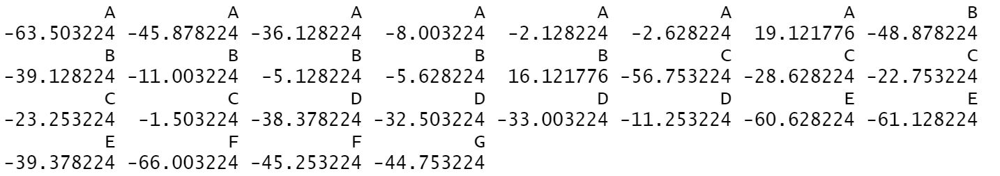 A A A A A A A B
-63.503224 -45.878224 -36.128224 -8.003224 -2.128224 -2.628224 19.121776 -48.878224
B B B B B C C C
-39.128224 -11.003224 -5.128224 -5.628224 16.121776 -56.753224 -28.628224 -22.753224
C C D D D D E E
-23.253224 -1.503224 -38.378224 -32.503224 -33.003224 -11.253224 -60.628224 -61.128224
E F F G
-39.378224 -66.003224 -45.253224 -44.753224